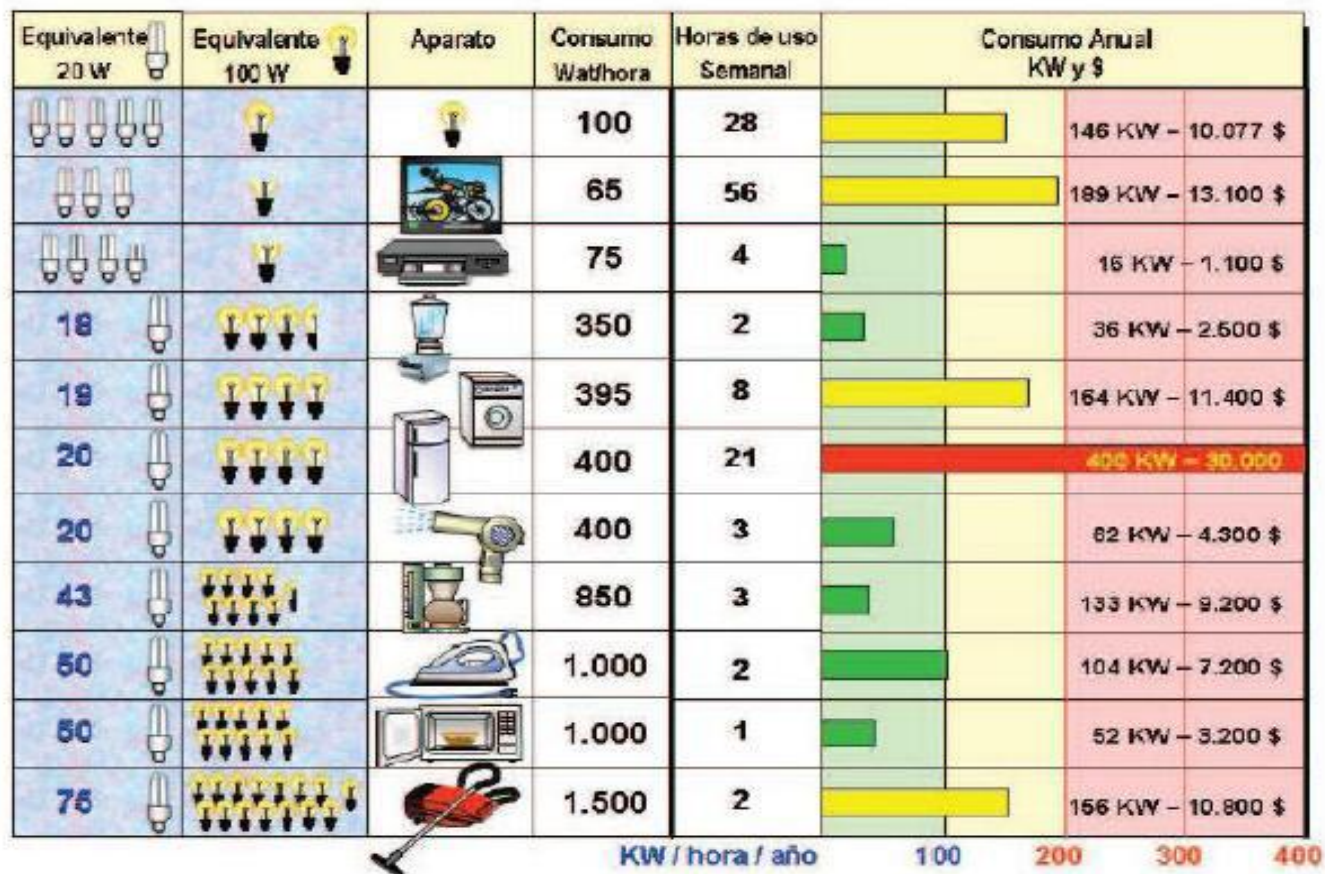 Equivalente 20 W Equivalente 100 W Aparato Consumo Wat/hora Horas de uso Semanal Consumo Anual KW y $
100 28 146 KW – 10.077 $
65 56 189 KW – 13.100 $
75 4 16 KW – 1.100 $
18 350 2 36 KW – 2.500 $
19 395 8 164 KW – 11.400 $
20 400 21 400 KW – 30.000
20 400 3 62 KW – 4.300 $
43 850 3 133 KW – 9.200 $
50 1.000 2 104 KW – 7.200 $
50 1.000 1 52 KW – 3.200 $
75 1.500 2 156 KW – 10.800 $
KW / hora / año 100 200 300 400